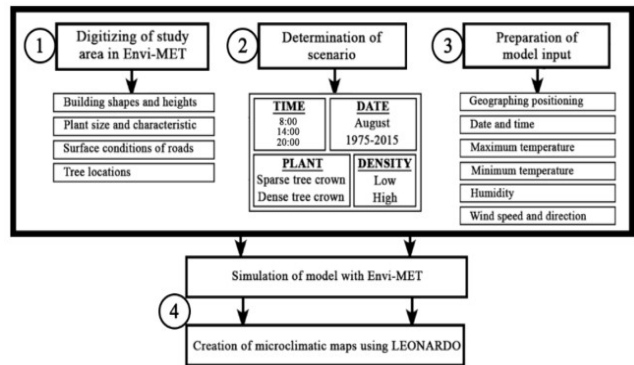 1
Digitizing of study
area in Envi-MET
Building shapes and heights
Plant size and characteristic
Surface conditions of roads
Tree locations
2
Determination of
scenario
TIME
8:00
14:00
20:00
DATE
August
1975-2015
PLANT
Sparse tree crown
Dense tree crown
DENSITY
Low
High
3
Preparation of
model input
Geographing positioning
Date and time
Maximum temperature
Minimum temperature
Humidity
Wind speed and direction
4
Simulation of model with Envi-MET
Creation of microclimatic maps using LEONARDO